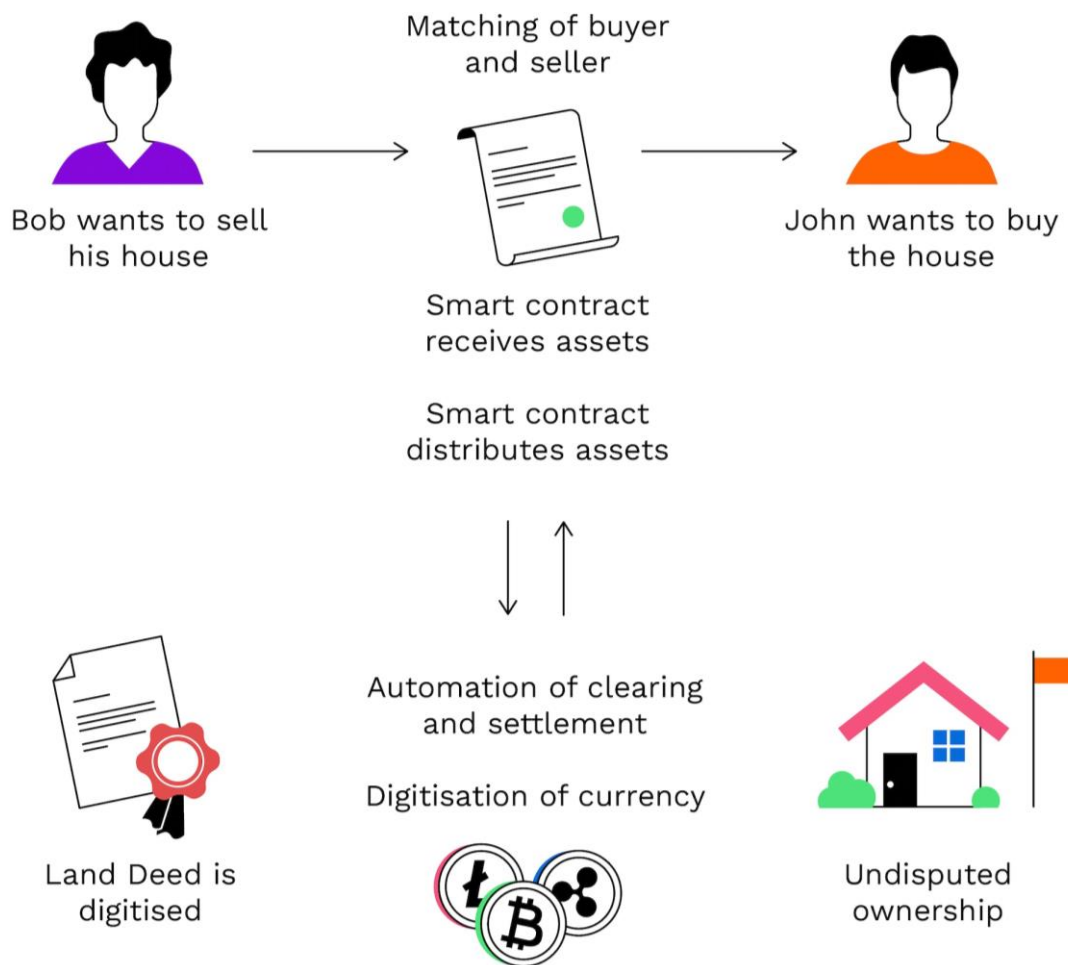 Matching of buyer
and seller
Bob wants to sell
his house
John wants to buy
the house
Smart contract
receives assets
Smart contract
distributes assets
Automation of clearing
and settlement
Digitisation of currency
Land Deed is
digitised
Undisputed
ownership